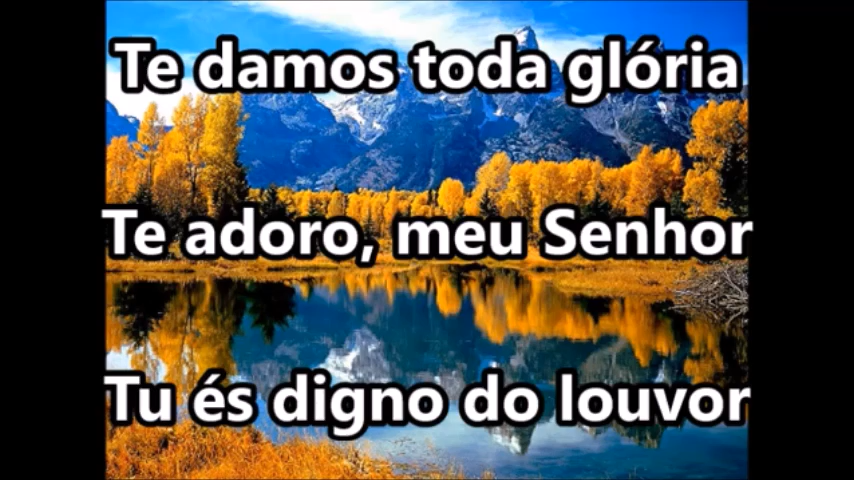 Te damos toda glória
Te adoro, meu Senhor
Tu és digno do louvor